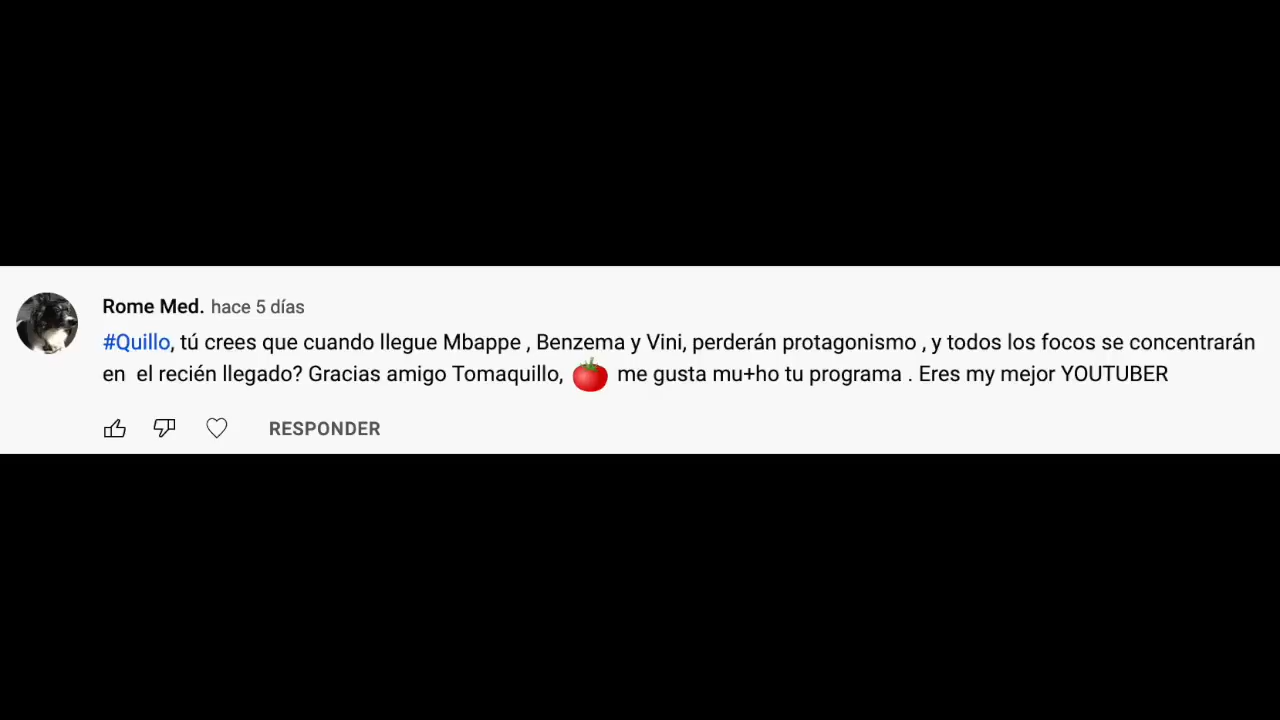 Rome Med. hace 5 días
#Quillo, tú crees que cuando llegue Mbappe , Benzema y Vini, perderán protagonismo , y todos los focos se concentrarán
en  el recién llegado? Gracias amigo Tomaquillo, 🍅 me gusta mu+ho tu programa . Eres my mejor YOUTUBER
RESPONDER